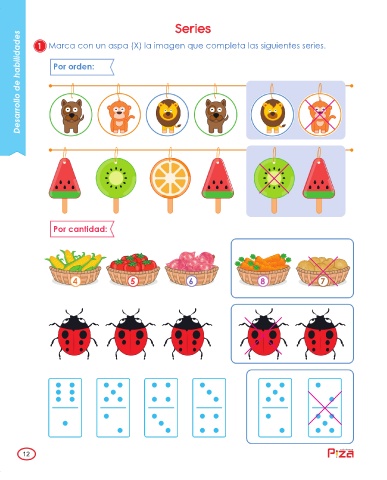 Series
Desarrollo de habilidades
1 Marca con un aspa (X) la imagen que completa las siguientes series.
Por orden:
Por cantidad:
4 5 6 8 7
12
Piza